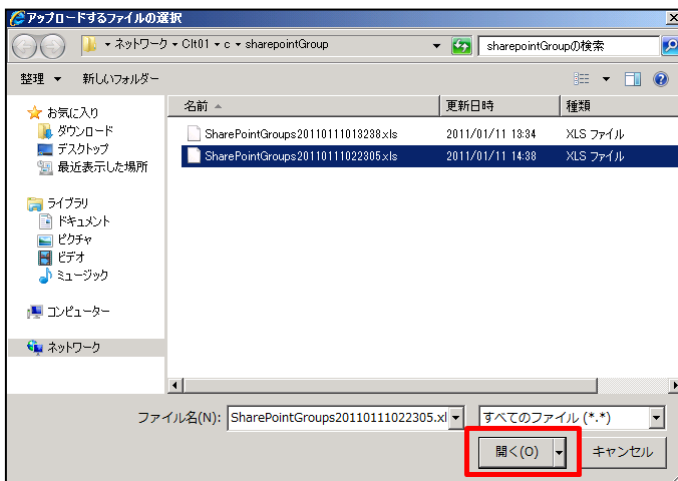 アップロードするファイルの選択
ネットワーク ▾ Clt01 ▾ c ▾ sharepointGroup
sharepointGroupの検索
整理 ▼ 新しいフォルダー
名前 更新日時 種類
お気に入り
ダウンロード
デスクトップ
最近表示した場所
ライブラリ
ドキュメント
ピクチャ
ビデオ
ミュージック
コンピューター
ネットワーク
SharePointGroups20110111013238.xls 2011/01/11 13:34 XLS ファイル
SharePointGroups20110111022305.xls 2011/01/11 14:38 XLS ファイル
ファイル名(N): SharePointGroups20110111022305.xl すべてのファイル (*.*)
開く(O) キャンセル